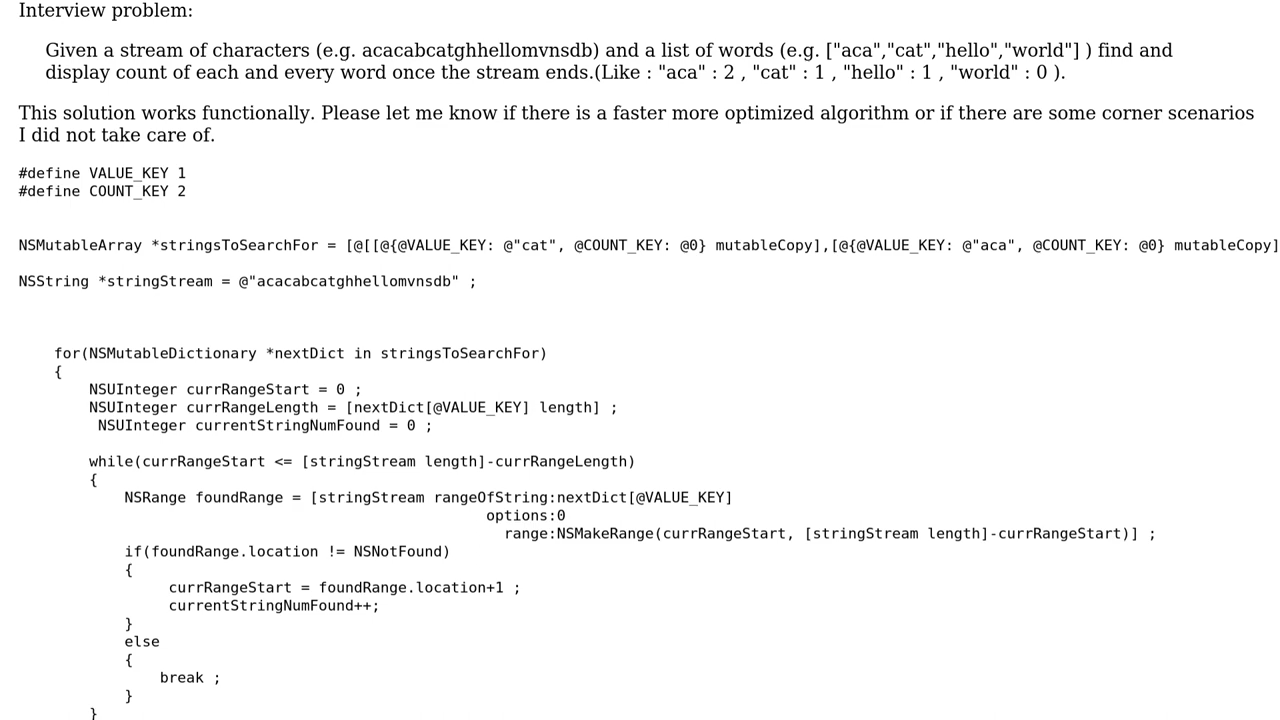 Interview problem:
Given a stream of characters (e.g. acacabcatghhellomvnsdb) and a list of words (e.g. ["aca","cat","hello","world"] ) find and
display count of each and every word once the stream ends.(Like : "aca" : 2 , "cat" : 1 , "hello" : 1 , "world" : 0 ).
This solution works functionally. Please let me know if there is a faster more optimized algorithm or if there are some corner scenarios
I did not take care of.
#define VALUE_KEY 1
#define COUNT_KEY 2
NSMutableArray *stringsToSearchFor = [@[[@{@VALUE_KEY: @"cat", @COUNT_KEY: @0} mutableCopy],[@{@VALUE_KEY: @"aca", @COUNT_KEY: @0} mutableCopy]
NSString *stringStream = @"acacabcatghhellomvnsdb" ;
for(NSMutableDictionary *nextDict in stringsToSearchFor)
{
NSUInteger currRangeStart = 0 ;
NSUInteger currRangeLength = [nextDict[@VALUE_KEY] length] ;
NSUInteger currentStringNumFound = 0 ;
while(currRangeStart <= [stringStream length]-currRangeLength)
{
NSRange foundRange = [stringStream rangeOfString:nextDict[@VALUE_KEY]
options:0
range:NSMakeRange(currRangeStart, [stringStream length]-currRangeStart)] ;
if(foundRange.location != NSNotFound)
{
currRangeStart = foundRange.location+1 ;
currentStringNumFound++;
}
else
{
break ;
}
}